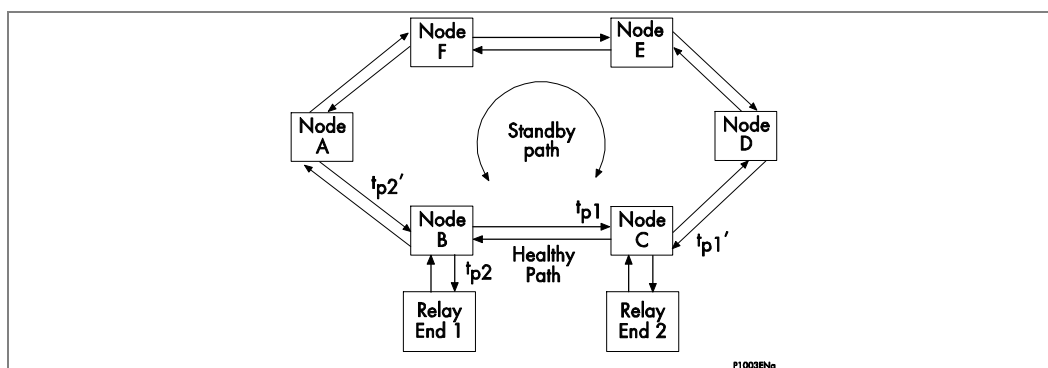 Node
F
Node
E
Node
A
Standby
path
Node
D
tp2'
Node
B
tp1
Node
C
tp1'
Healthy
Path
tp2
Relay
End 1
Relay
End 2
P1003ENa